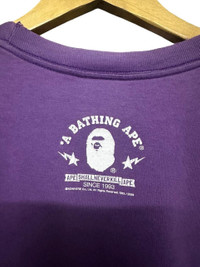 *A BATHING APE*®
APE SHALL NEVER KILL APE
SINCE 1993